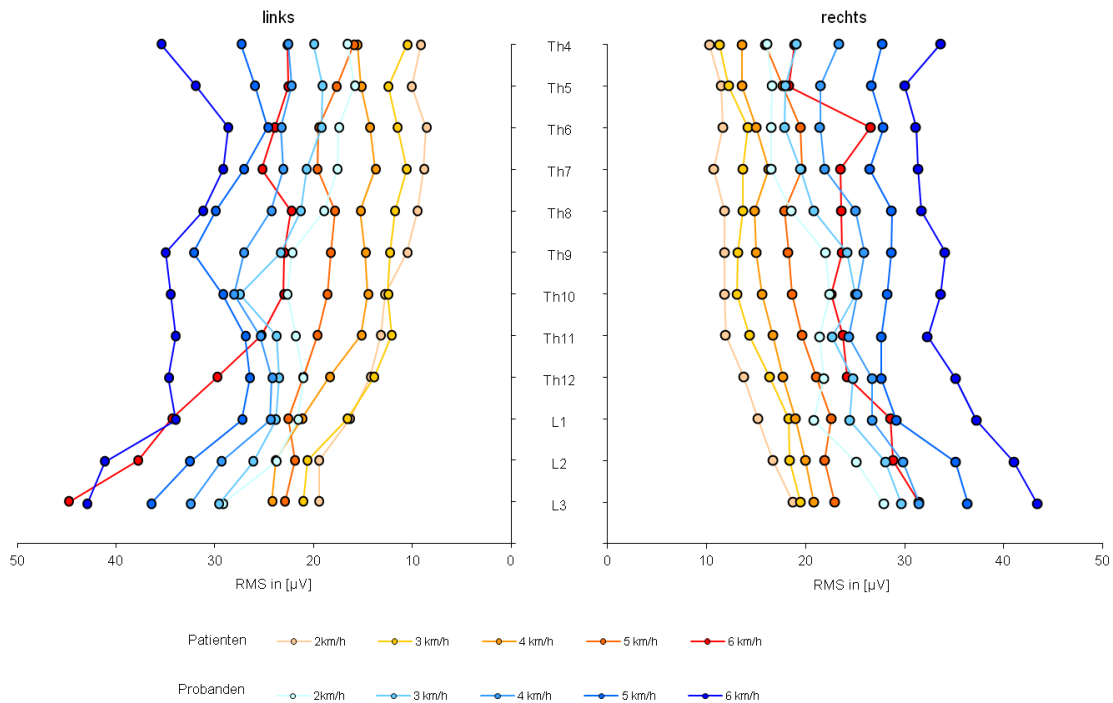 links rechts
Th4
Th5
Th6
Th7
Th8
Th9
Th10
Th11
Th12
L1
L2
L3
50 40 30 20 10 0 0 10 20 30 40 50
RMS in [µV] RMS in [µV]
Patienten 2km/h 3 km/h 4 km/h 5 km/h 6 km/h
Probanden 2km/h 3 km/h 4 km/h 5 km/h 6 km/h